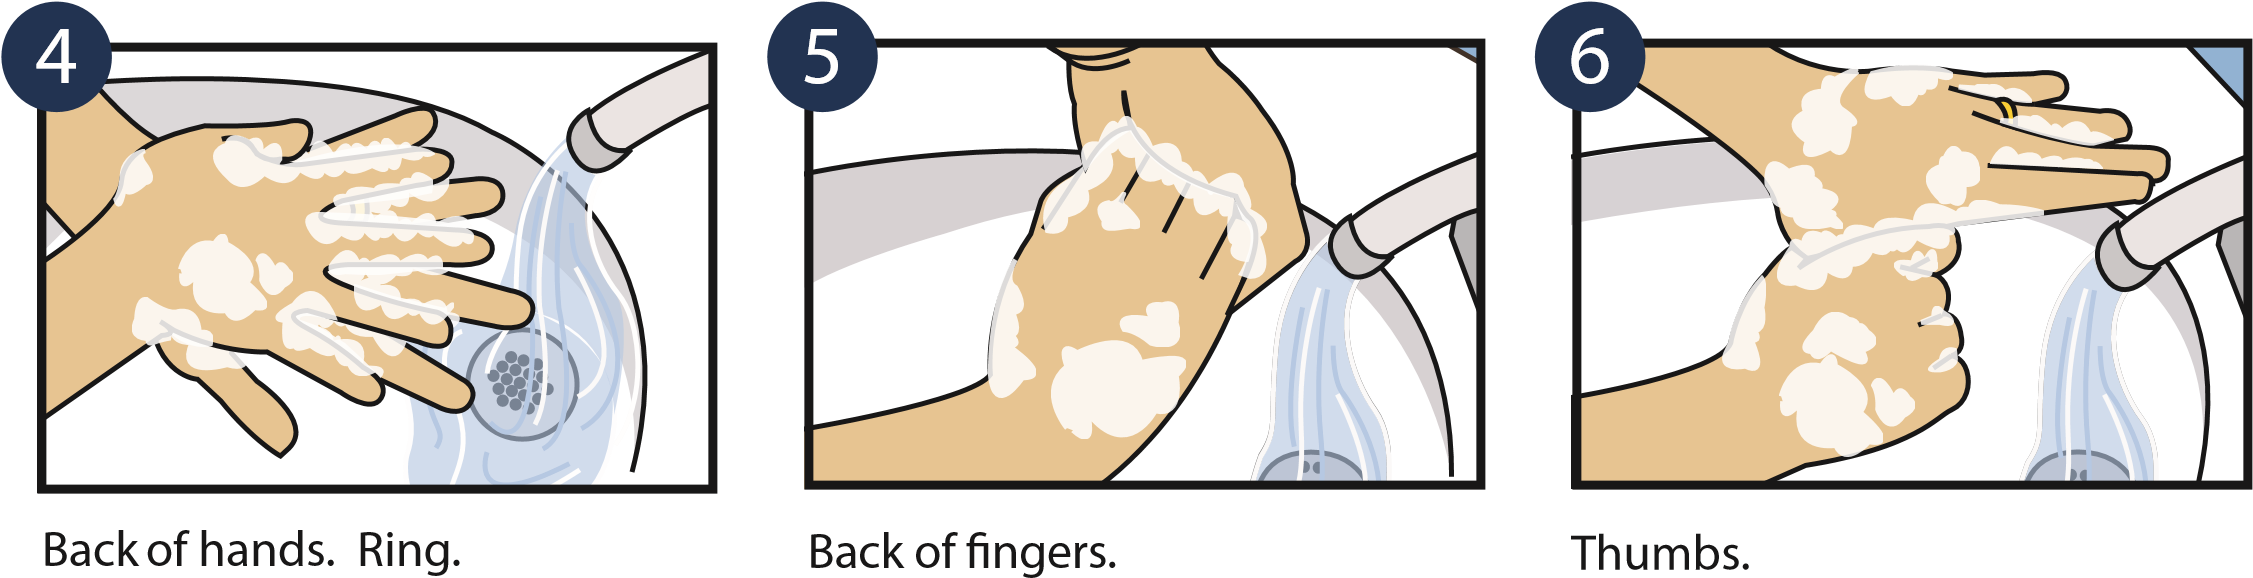 4
Back of hands.  Ring.
5
Back of fingers.
6
Thumbs.